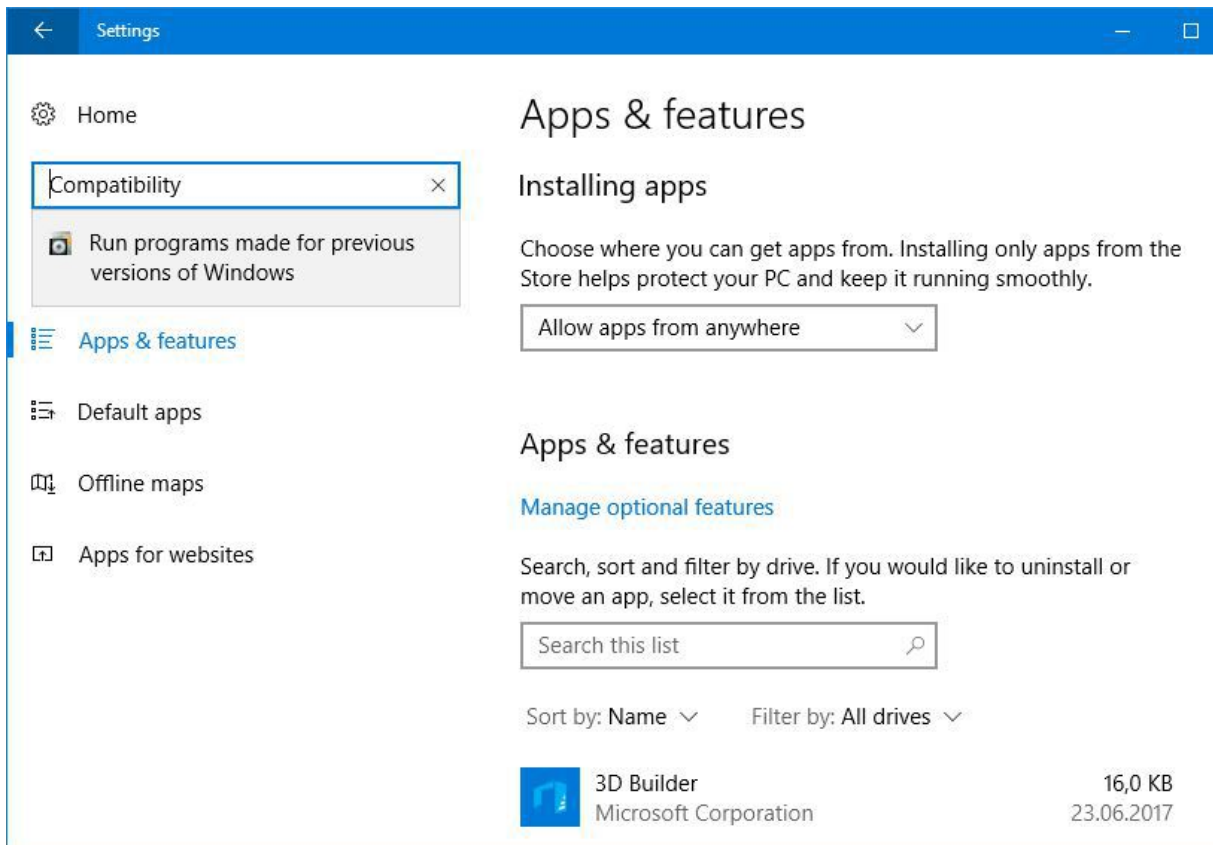 Settings
Home
Compatibility
Run programs made for previous
versions of Windows
Apps & features
Default apps
Offline maps
Apps for websites
Apps & features
Installing apps
Choose where you can get apps from. Installing only apps from the
Store helps protect your PC and keep it running smoothly.
Allow apps from anywhere
Apps & features
Manage optional features
Search, sort and filter by drive. If you would like to uninstall or
move an app, select it from the list.
Search this list
Sort by: Name Filter by: All drives
3D Builder 16,0 KB
Microsoft Corporation 23.06.2017